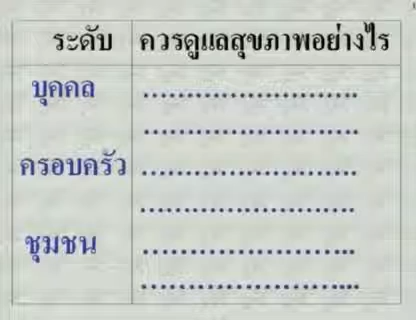 ระดับ ควรดูแลสุขภาพอย่างไร
บุคคล ........................
........................
ครอบครัว ........................
........................
ชุมชน ........................
........................